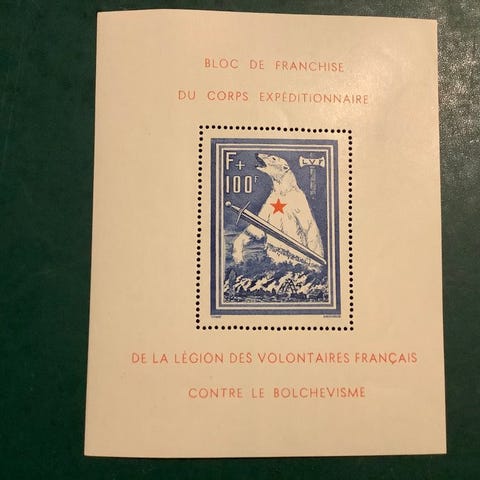 BLOC DE FRANCHISE
DU CORPS EXPÉDITIONNAIRE
F +
100F
LVF
DE LA LÉGION DES VOLONTAIRES FRANÇAIS
CONTRE LE BOLCHEVISME